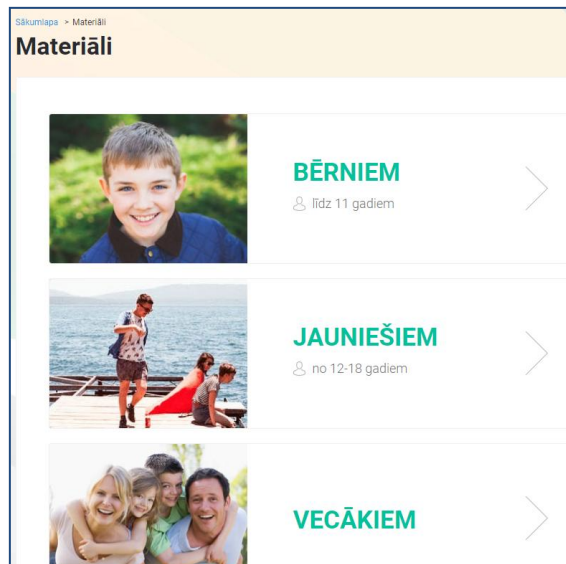 Sākumlapa > Materiāli
Materiāli
BĒRNIEM
līdz 11 gadiem
JAUNIEŠIEM
no 12-18 gadiem
VECĀKIEM